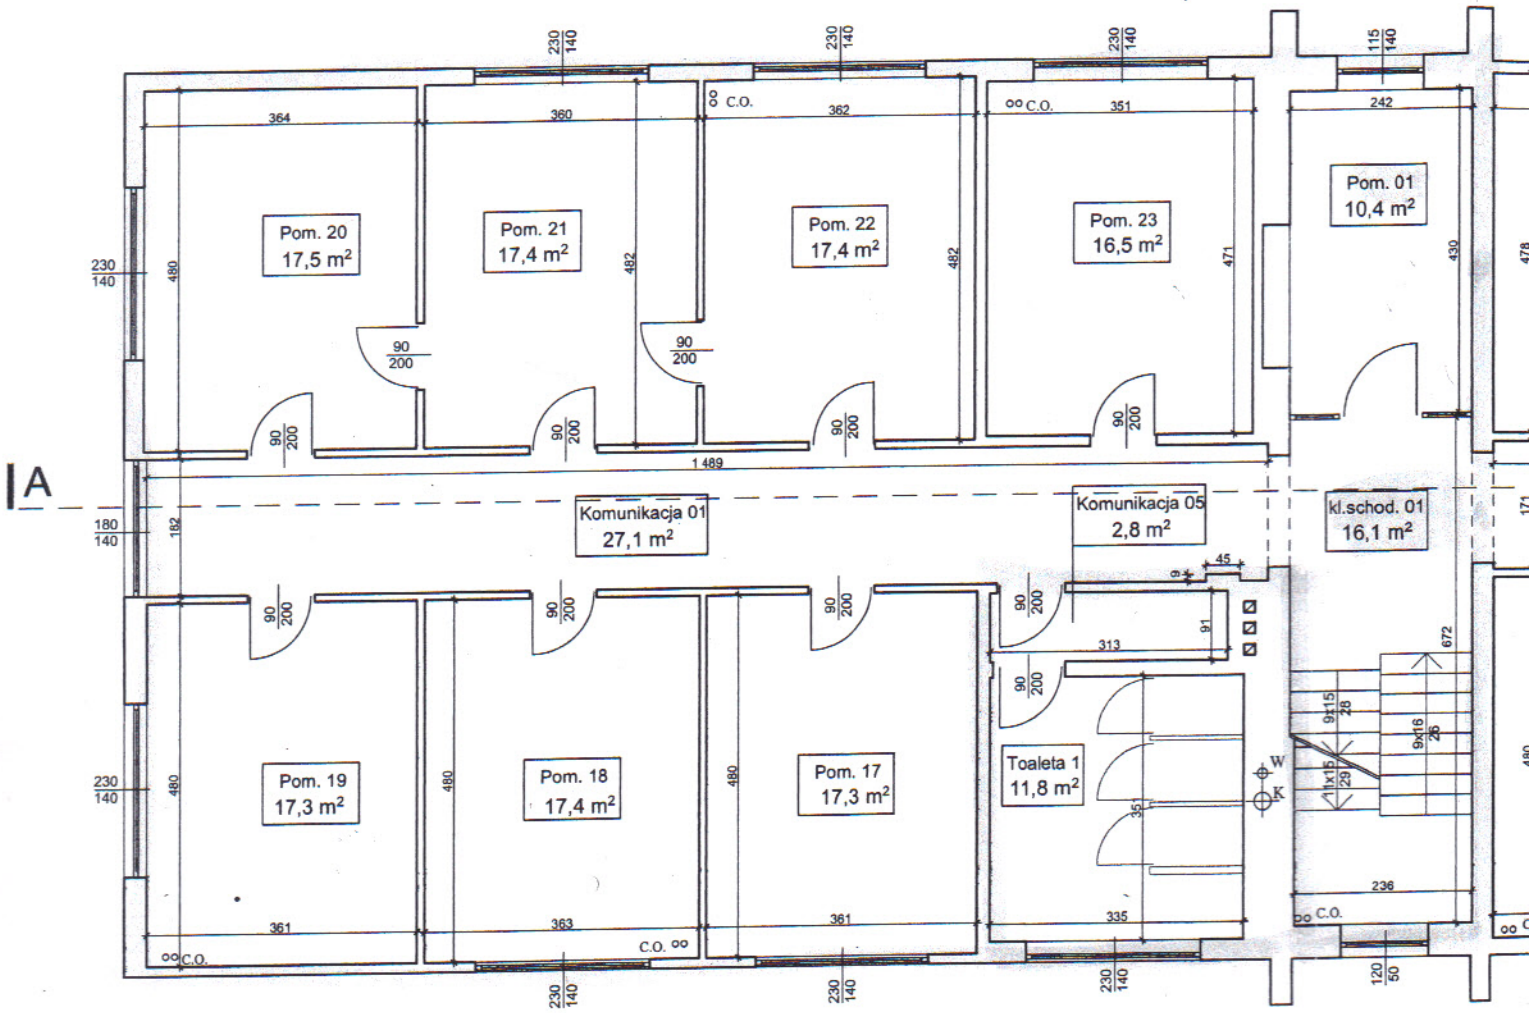 230
140
230
140
230
140
115
140
C.O.
C.O.
364
360
362
351
242
Pom. 20
17,5 m²
Pom. 21
17,4 m²
Pom. 22
17,4 m²
Pom. 23
16,5 m²
Pom. 01
10,4 m²
230
140
480
482
482
471
430
478
90
200
90
200
90
200
90
200
90
200
90
200
1 489
A
Komunikacja 01
27,1 m²
Komunikacja 05
2,8 m²
kl.schod. 01
16,1 m²
180
140
182
171
45
9
90
200
90
200
90
200
90
200
91
313
672
90
200
9x15
28
9x16
26
11x15
29
W
K
Pom. 19
17,3 m²
Pom. 18
17,4 m²
Pom. 17
17,3 m²
Toaleta 1
11,8 m²
230
140
480
480
480
351
480
236
361
363
361
335
C.O.
C.O.
C.O.
230
140
230
140
230
140
120
50